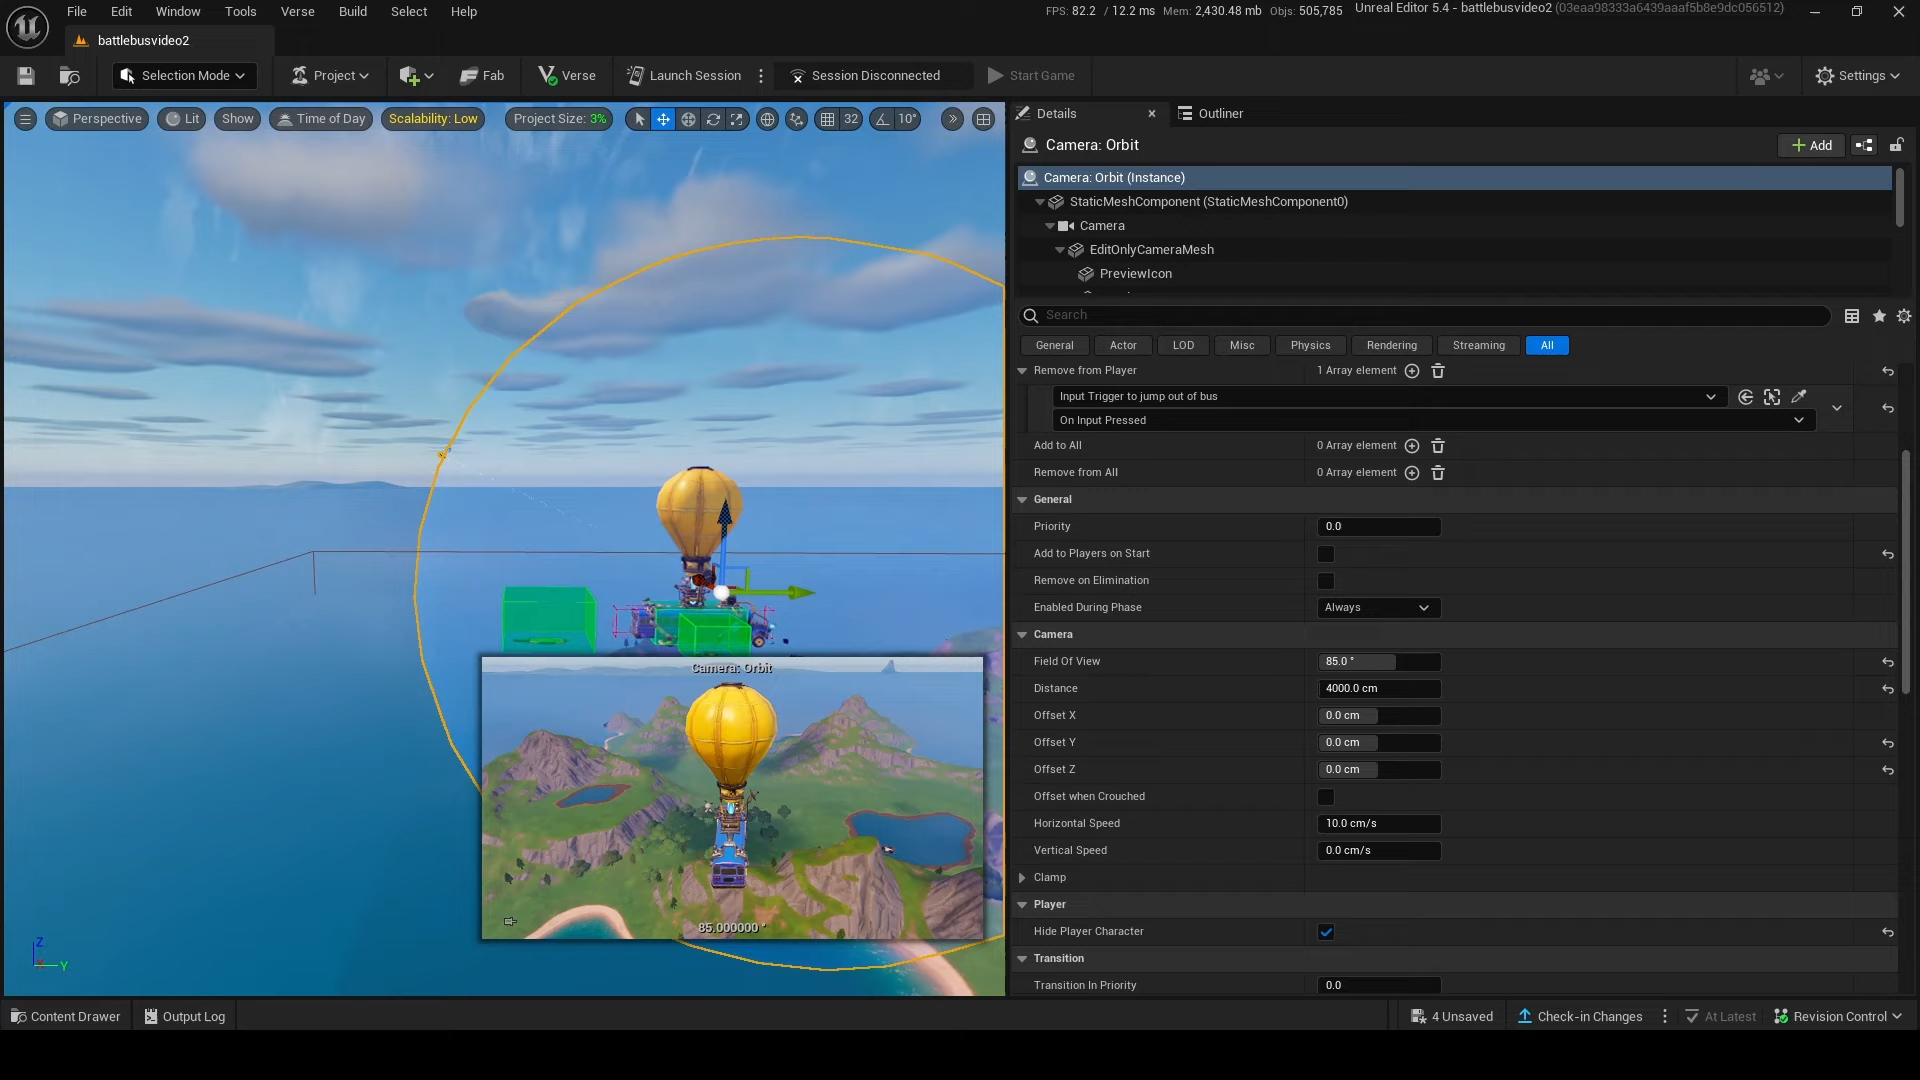 File Edit Window Tools Verse Build Select Help
FPS: 82.2 / 12.2 ms Mem: 2,430.48 mb Objs: 505,785 Unreal Editor 5.4 - battlebusvideo2 (03eaa98333a6439aaaf5b8e9dc056512)
battlebusvideo2
Selection Mode Project Fab Verse Launch Session Session Disconnected Start Game Settings
Perspective Lit Show Time of Day Scalability: Low Project Size: 3% 32 10°
Details Outliner
Camera: Orbit
Add
Camera: Orbit (Instance)
StaticMeshComponent (StaticMeshComponent0)
Camera
EditOnlyCameraMesh
PreviewIcon
Search
General Actor LOD Misc Physics Rendering Streaming All
Remove from Player 1 Array element
Input Trigger to jump out of bus
On Input Pressed
Add to All 0 Array element
Remove from All 0 Array element
General
Priority 0.0
Add to Players on Start
Remove on Elimination
Enabled During Phase Always
Camera
Field Of View 85.0 °
Distance 4000.0 cm
Offset X 0.0 cm
Offset Y 0.0 cm
Offset Z 0.0 cm
Offset when Crouched
Horizontal Speed 10.0 cm/s
Vertical Speed 0.0 cm/s
Clamp
Player
Hide Player Character
Transition
Transition In Priority 0.0
Camera: Orbit
85.000000 °
Z
Y
Content Drawer Output Log 4 Unsaved Check-in Changes At Latest Revision Control